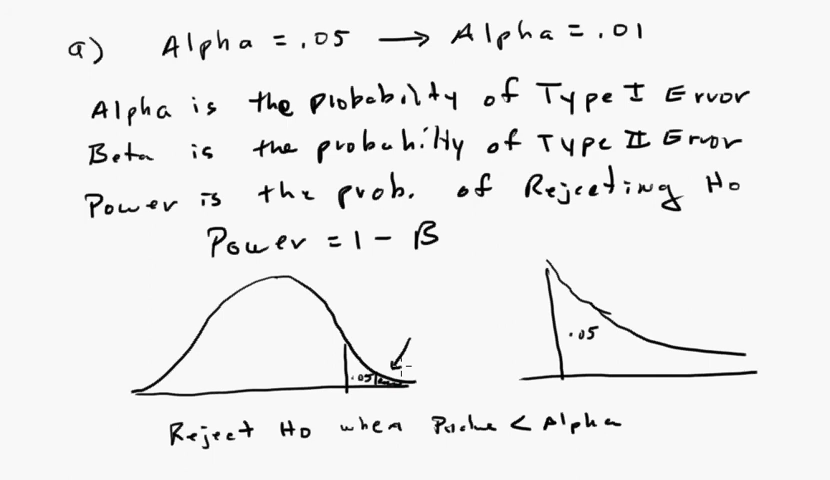 a) Alpha = .05 → Alpha = .01
Alpha is the probability of Type I Error
Beta is the probability of Type II Error
Power is the prob. of Rejecting Ho
Power = 1 - β
.05
.05
Reject Ho when Pvalue < Alpha